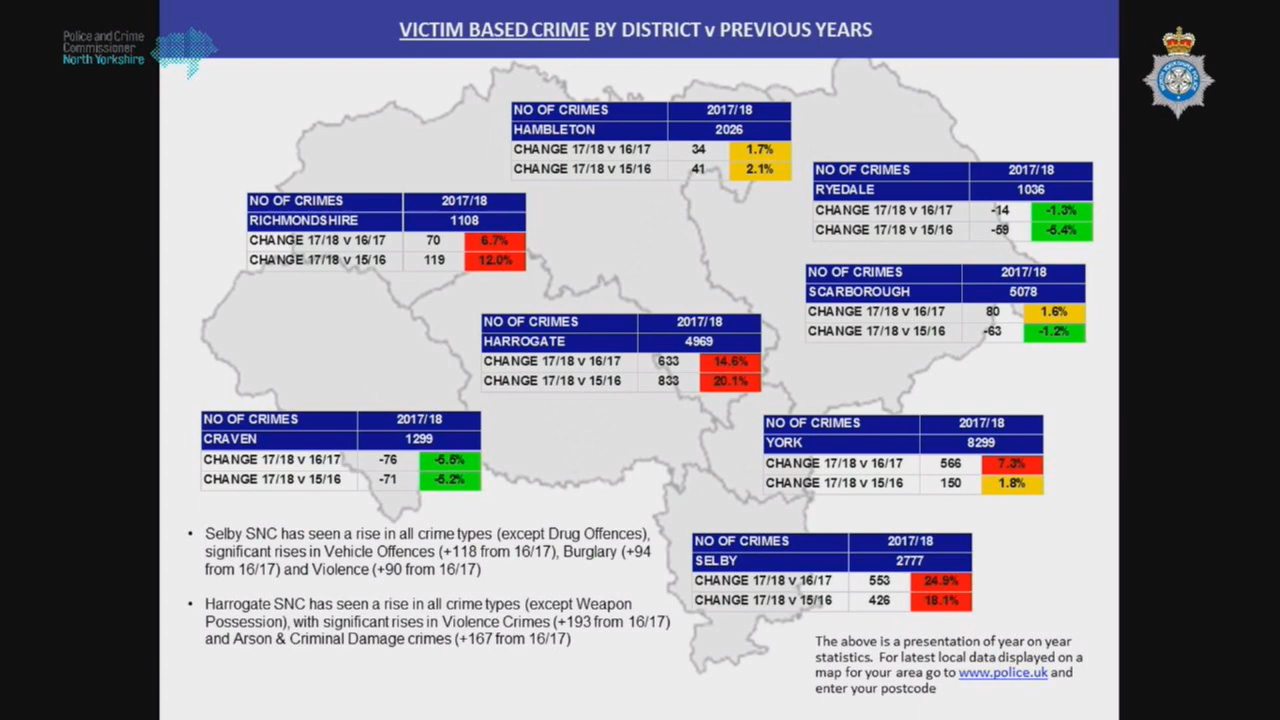 VICTIM BASED CRIME BY DISTRICT v PREVIOUS YEARS
Police and Crime
Commissioner
North Yorkshire
NO OF CRIMES 2017/18
HAMBLETON 2026
CHANGE 17/18 v 16/17 34 1.7%
CHANGE 17/18 v 15/16 41 2.1%
NO OF CRIMES 2017/18
RYEDALE 1036
CHANGE 17/18 v 16/17 -14 -1.3%
CHANGE 17/18 v 15/16 -59 -5.4%
NO OF CRIMES 2017/18
RICHMONDSHIRE 1108
CHANGE 17/18 v 16/17 70 6.7%
CHANGE 17/18 v 15/16 119 12.0%
NO OF CRIMES 2017/18
SCARBOROUGH 5078
CHANGE 17/18 v 16/17 80 1.6%
CHANGE 17/18 v 15/16 -63 -1.2%
NO OF CRIMES 2017/18
HARROGATE 4969
CHANGE 17/18 v 16/17 633 14.6%
CHANGE 17/18 v 15/16 833 20.1%
NO OF CRIMES 2017/18
CRAVEN 1299
CHANGE 17/18 v 16/17 -76 -5.5%
CHANGE 17/18 v 15/16 -71 -5.2%
NO OF CRIMES 2017/18
YORK 8299
CHANGE 17/18 v 16/17 566 7.3%
CHANGE 17/18 v 15/16 150 1.8%
NO OF CRIMES 2017/18
SELBY 2777
CHANGE 17/18 v 16/17 553 24.9%
CHANGE 17/18 v 15/16 426 18.1%
• Selby SNC has seen a rise in all crime types (except Drug Offences),
significant rises in Vehicle Offences (+118 from 16/17), Burglary (+94
from 16/17) and Violence (+90 from 16/17)
• Harrogate SNC has seen a rise in all crime types (except Weapon
Possession), with significant rises in Violence Crimes (+193 from 16/17)
and Arson & Criminal Damage crimes (+167 from 16/17)
The above is a presentation of year on year
statistics. For latest local data displayed on a
map for your area go to www.police.uk and
enter your postcode